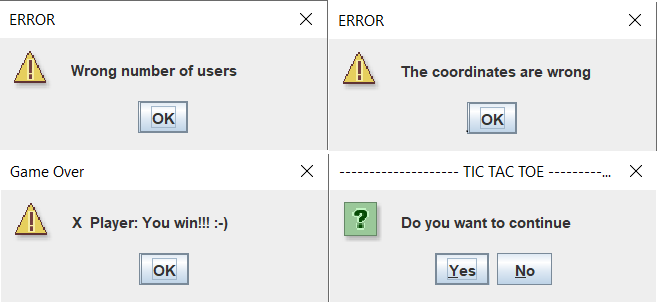 ERROR
Wrong number of users
OK
ERROR
The coordinates are wrong
OK
Game Over
X  Player: You win!!! :-)
OK
-------------------- TIC TAC TOE ---------...
Do you want to continue
Yes
No